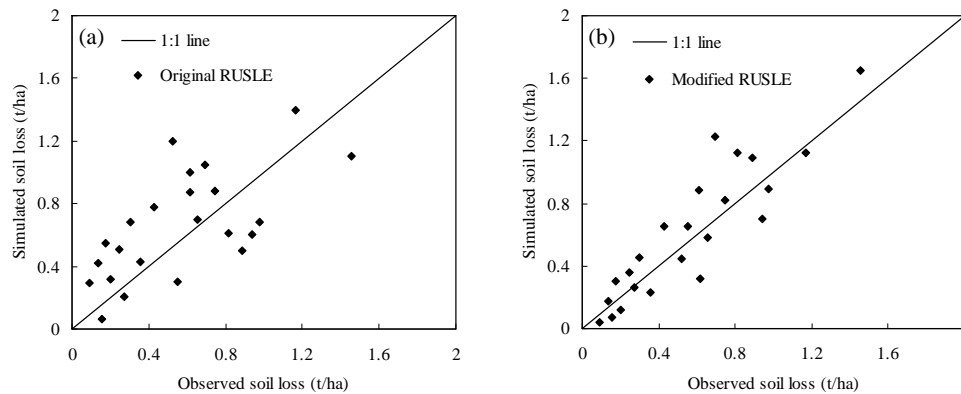 (a)
1:1 line
Original RUSLE
Simulated soil loss (t/ha)
2
1.6
1.2
0.8
0.4
0
0 0.4 0.8 1.2 1.6 2
Observed soil loss (t/ha)
(b)
1:1 line
Modified RUSLE
Simulated soil loss (t/ha)
2
1.6
1.2
0.8
0.4
0
0 0.4 0.8 1.2 1.6
Observed soil loss (t/ha)